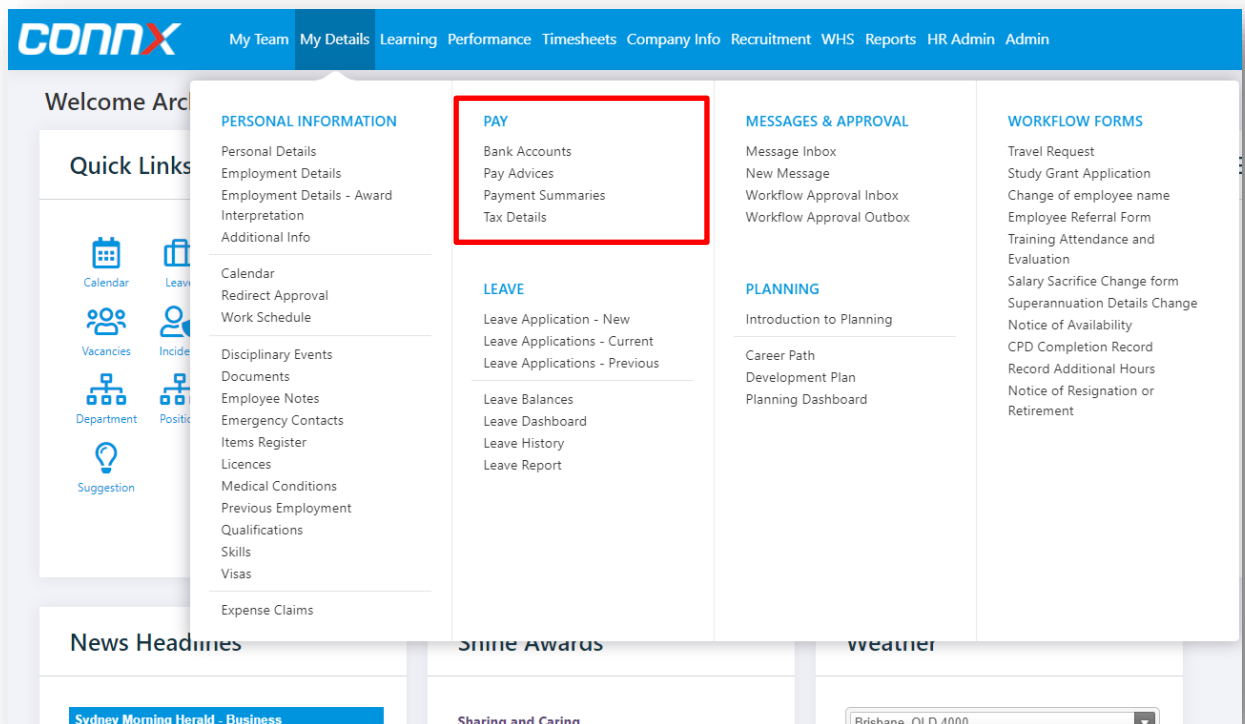 connx
My Team My Details Learning Performance Timesheets Company Info Recruitment WHS Reports HR Admin Admin
Welcome
Quick Links
Calendar
Vacancies
Department
Suggestion
PERSONAL INFORMATION
Personal Details
Employment Details
Employment Details - Award
Interpretation
Additional Info
Calendar
Redirect Approval
Work Schedule
Disciplinary Events
Documents
Employee Notes
Emergency Contacts
Items Register
Licences
Medical Conditions
Previous Employment
Qualifications
Skills
Visas
Expense Claims
PAY
Bank Accounts
Pay Advices
Payment Summaries
Tax Details
LEAVE
Leave Application - New
Leave Applications - Current
Leave Applications - Previous
Leave Balances
Leave Dashboard
Leave History
Leave Report
MESSAGES & APPROVAL
Message Inbox
New Message
Workflow Approval Inbox
Workflow Approval Outbox
PLANNING
Introduction to Planning
Career Path
Development Plan
Planning Dashboard
WORKFLOW FORMS
Travel Request
Study Grant Application
Change of employee name
Employee Referral Form
Training Attendance and
Evaluation
Salary Sacrifice Change form
Superannuation Details Change
Notice of Availability
CPD Completion Record
Record Additional Hours
Notice of Resignation or
Retirement
News Headlines
Shine Awards
Weather
Sydney Morning Herald - Business
Sharing and Caring
Brisbane, QLD 4000